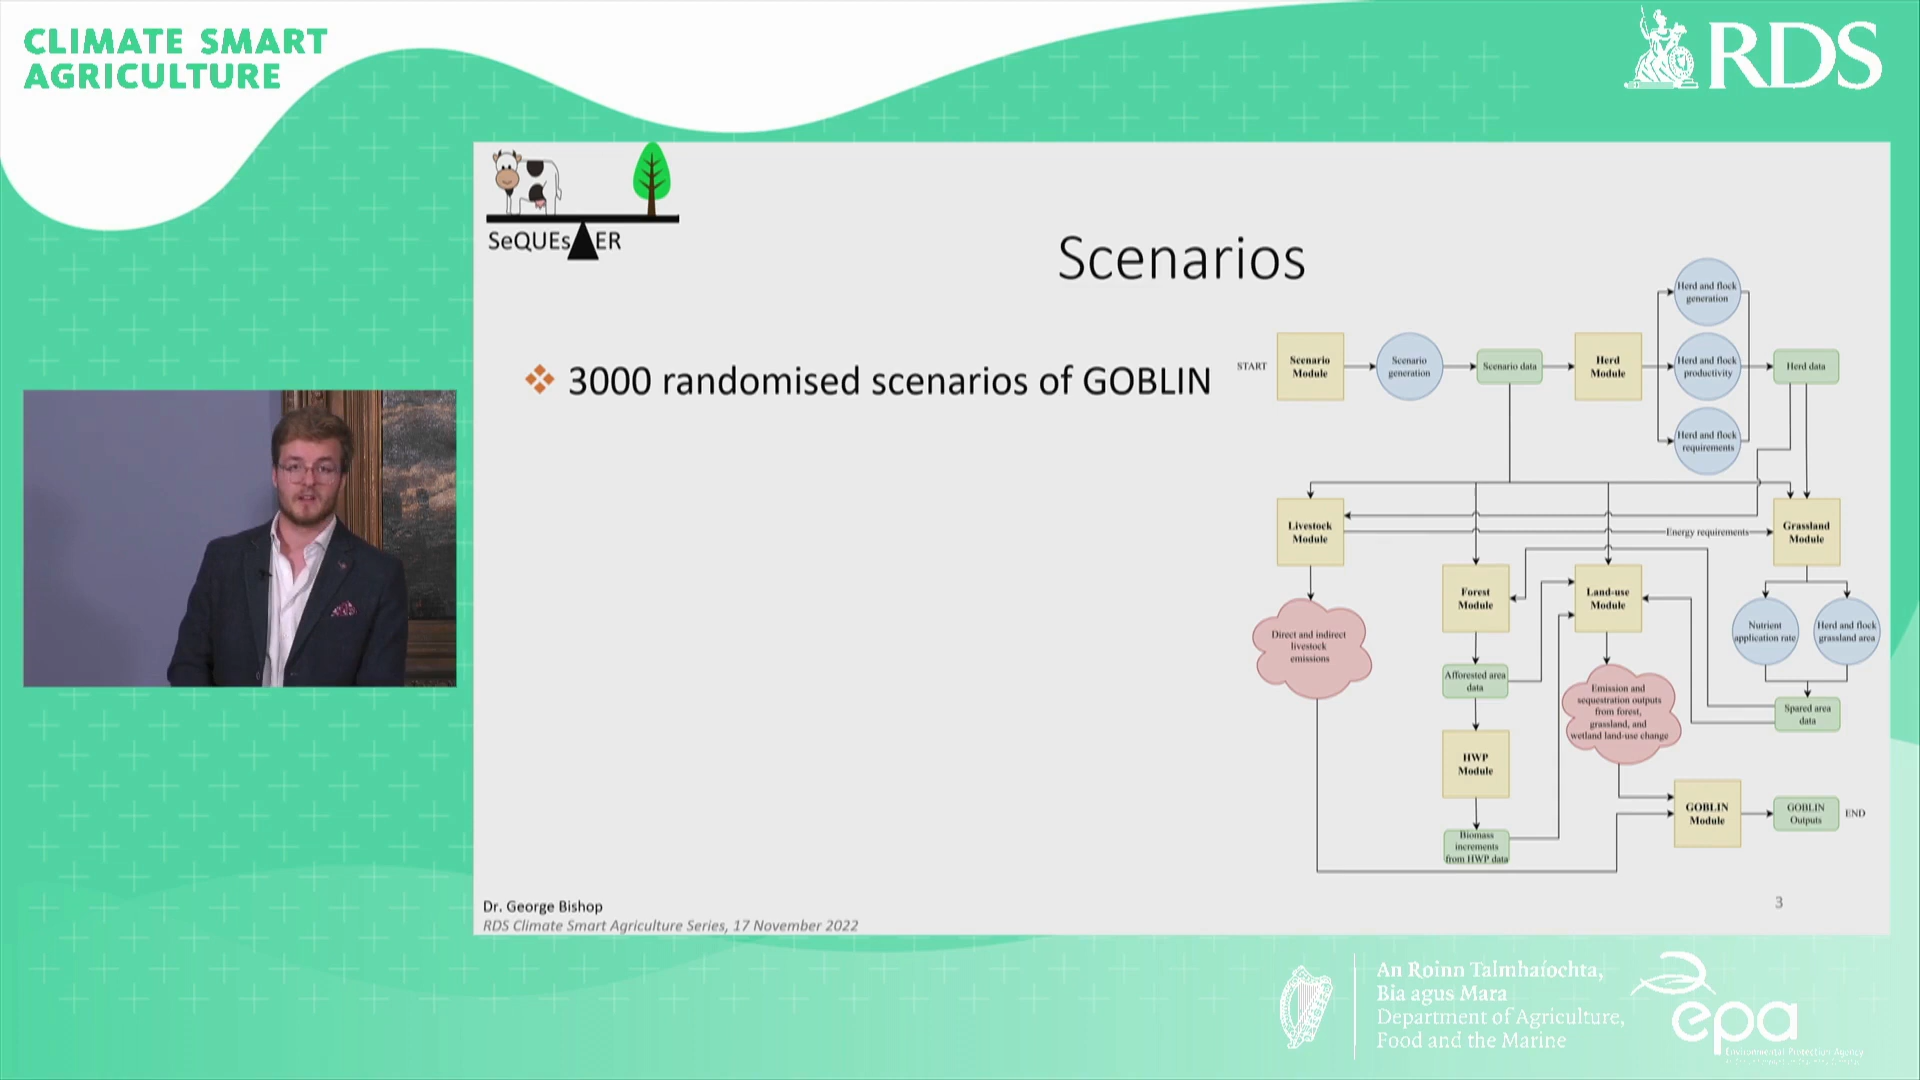 CLIMATE SMART
AGRICULTURE
RDS
SeQUEs ER
Scenarios
3000 randomised scenarios of GOBLIN
START
Scenario
Module
Scenario
generation
Scenario data
Herd
Module
Herd and flock
generation
Herd and flock
productivity
Herd and flock
requirements
Herd data
Livestock
Module
Energy requirements
Grassland
Module
Forest
Module
Land-use
Module
Direct and indirect
livestock
emissions
Nutrient
application rate
Herd and flock
grassland area
Afforested area
data
Emission and
sequestration outputs
from forest,
grassland, and
wetland land-use change
Spared area
data
HWP
Module
GOBLIN
Module
GOBLIN
Outputs
END
Biomass
increments
from HWP data
3
Dr. George Bishop
RDS Climate Smart Agriculture Series, 17 November 2022
An Roinn Talmhaíochta,
Bia agus Mara
Department of Agriculture,
Food and the Marine
epa
Environmental Protection Agency